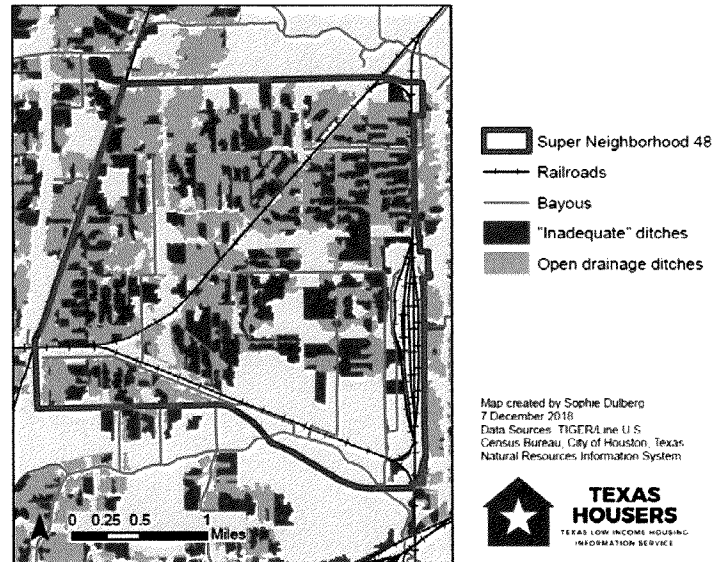 Super Neighborhood 48
Railroads
Bayous
"Inadequate" ditches
Open drainage ditches
Map created by Sophie Dulberg
7 December 2018
Data Sources TIGER/Line U S
Census Bureau, City of Houston, Texas
Natural Resources Information System
0 0.25 0.5 1
Miles
TEXAS
HOUSERS
TEXAS LOW INCOME HOUSING
INFORMATION SERVICE